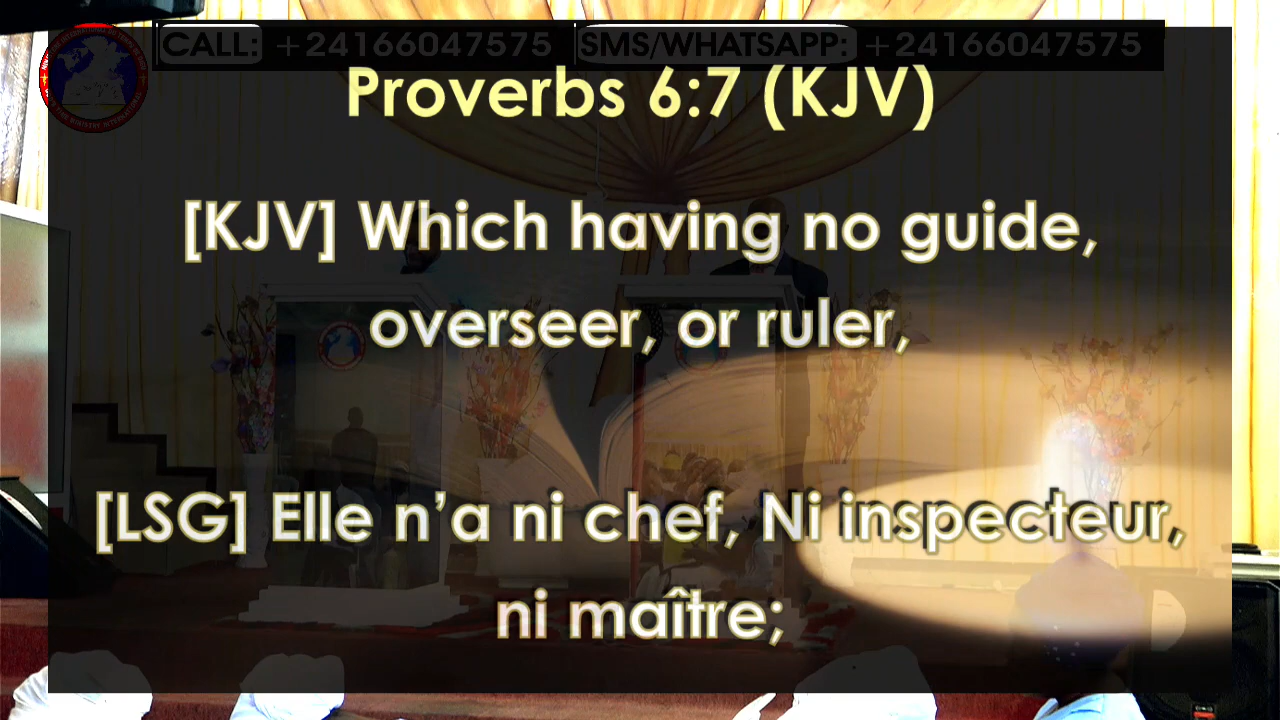 CALL: +24166047575 SMS/WHATSAPP: +24166047575
Proverbs 6:7 (KJV)
[KJV] Which having no guide,
overseer, or ruler,
[LSG] Elle n’a ni chef, Ni inspecteur,
ni maître;